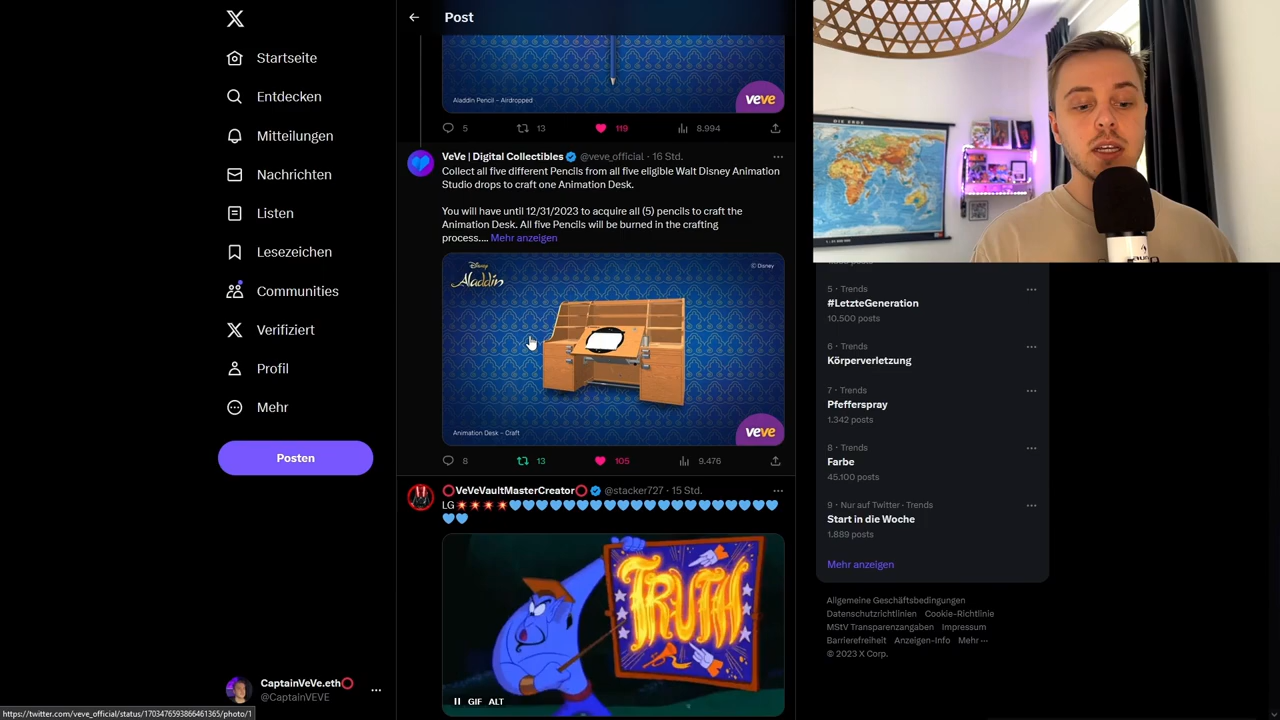 Startseite
Entdecken
Mitteilungen
Nachrichten
Listen
Lesezeichen
Communities
Verifiziert
Profil
Mehr
Posten
CaptainVeVe.eth⭕
@CaptainVEVE
https://twitter.com/veve_official/status/1703476593866461365/photo/1
Post
Aladdin Pencil – Airdropped
veve
5 13 119 8.994
VeVe | Digital Collectibles @veve_official · 16 Std.
Collect all five different Pencils from all five eligible Walt Disney Animation
Studio drops to craft one Animation Desk.
You will have until 12/31/2023 to acquire all (5) pencils to craft the
Animation Desk. All five Pencils will be burned in the crafting
process.... Mehr anzeigen
Disney
Aladdin
© Disney
Animation Desk – Craft
veve
8 13 105 9.476
⭕VeVeVaultMasterCreator⭕ @stacker727 · 15 Std.
LG💥💥💥💥💙💙💙💙💙💙💙💙💙💙💙💙💙💙💙💙💙💙💙💙
💙💙
TRUTH
GIF ALT
DIE ERDE
5 · Trends
#LetzteGeneration
10.500 posts
6 · Trends
Körperverletzung
7 · Trends
Pfefferspray
1.342 posts
8 · Trends
Farbe
45.100 posts
9 · Nur auf Twitter · Trends
Start in die Woche
1.889 posts
Mehr anzeigen
Allgemeine Geschäftsbedingungen
Datenschutzrichtlinien Cookie-Richtlinie
MStV Transparenzangaben Impressum
Barrierefreiheit Anzeigen-Info Mehr ···
© 2023 X Corp.